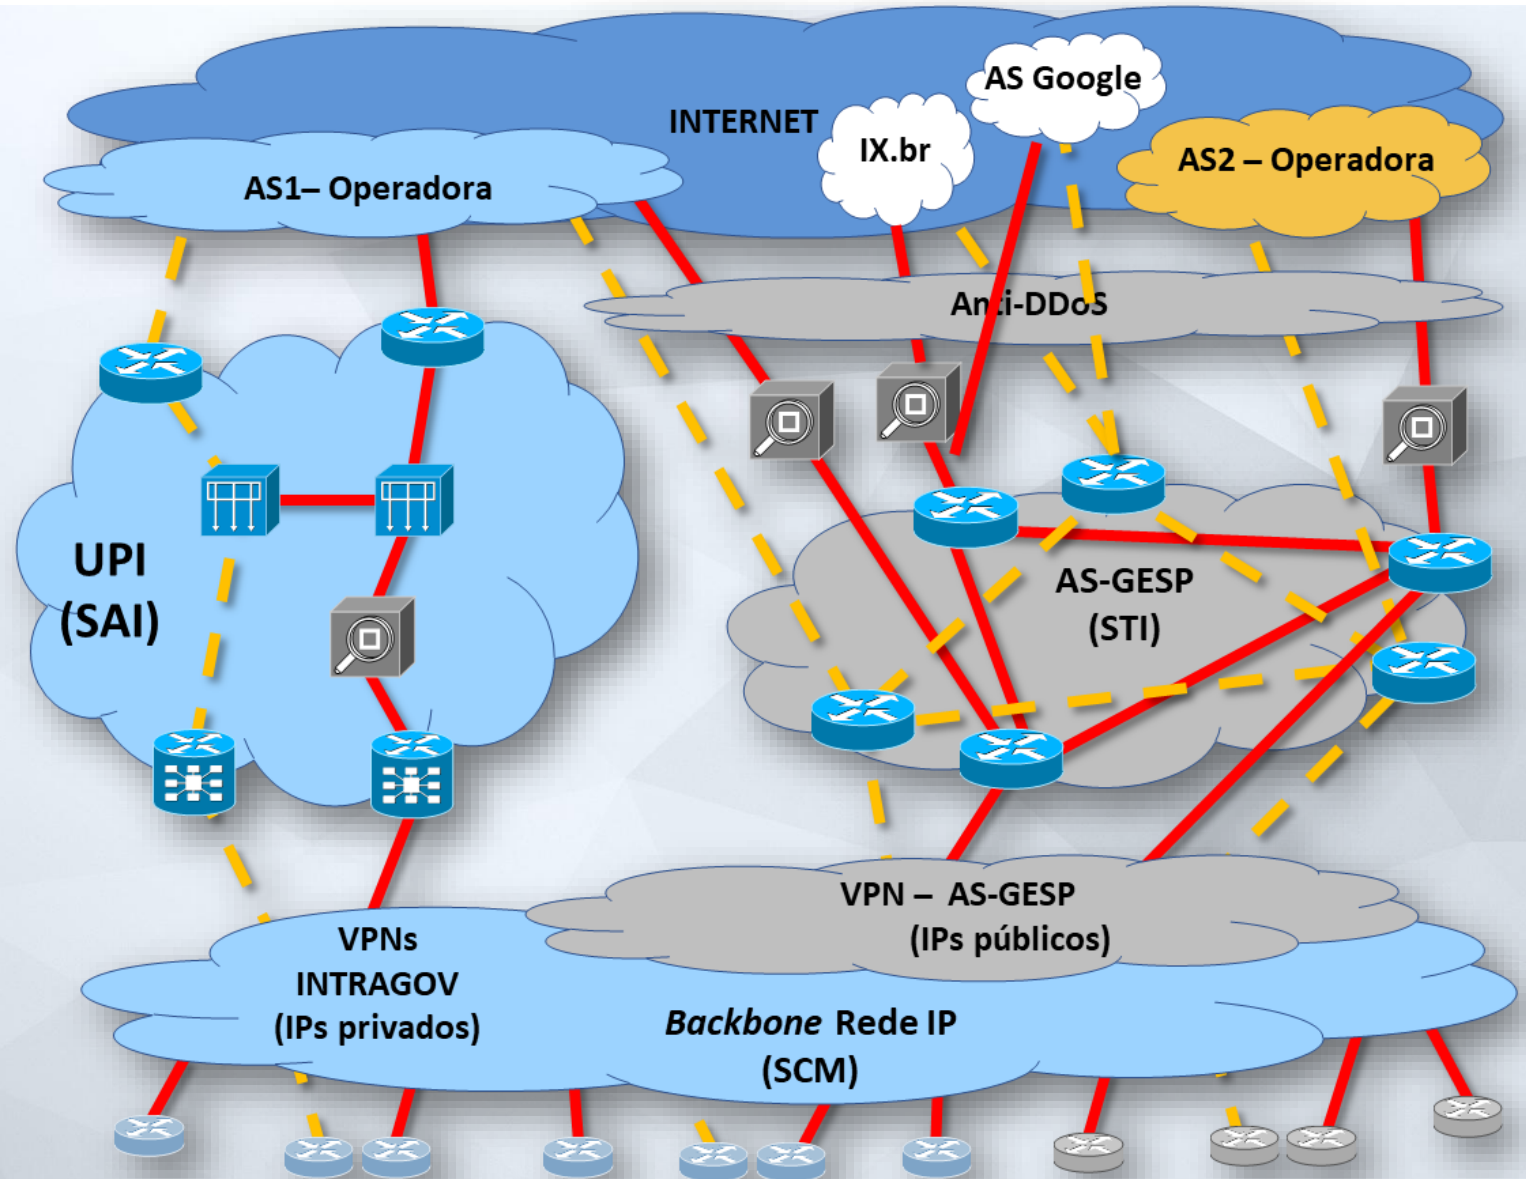 AS Google
INTERNET
IX.br
AS2 – Operadora
AS1– Operadora
Anti-DDoS
UPI
(SAI)
AS-GESP
(STI)
VPN –  AS-GESP
(IPs públicos)
VPNs
INTRAGOV
(IPs privados)
Backbone Rede IP
(SCM)